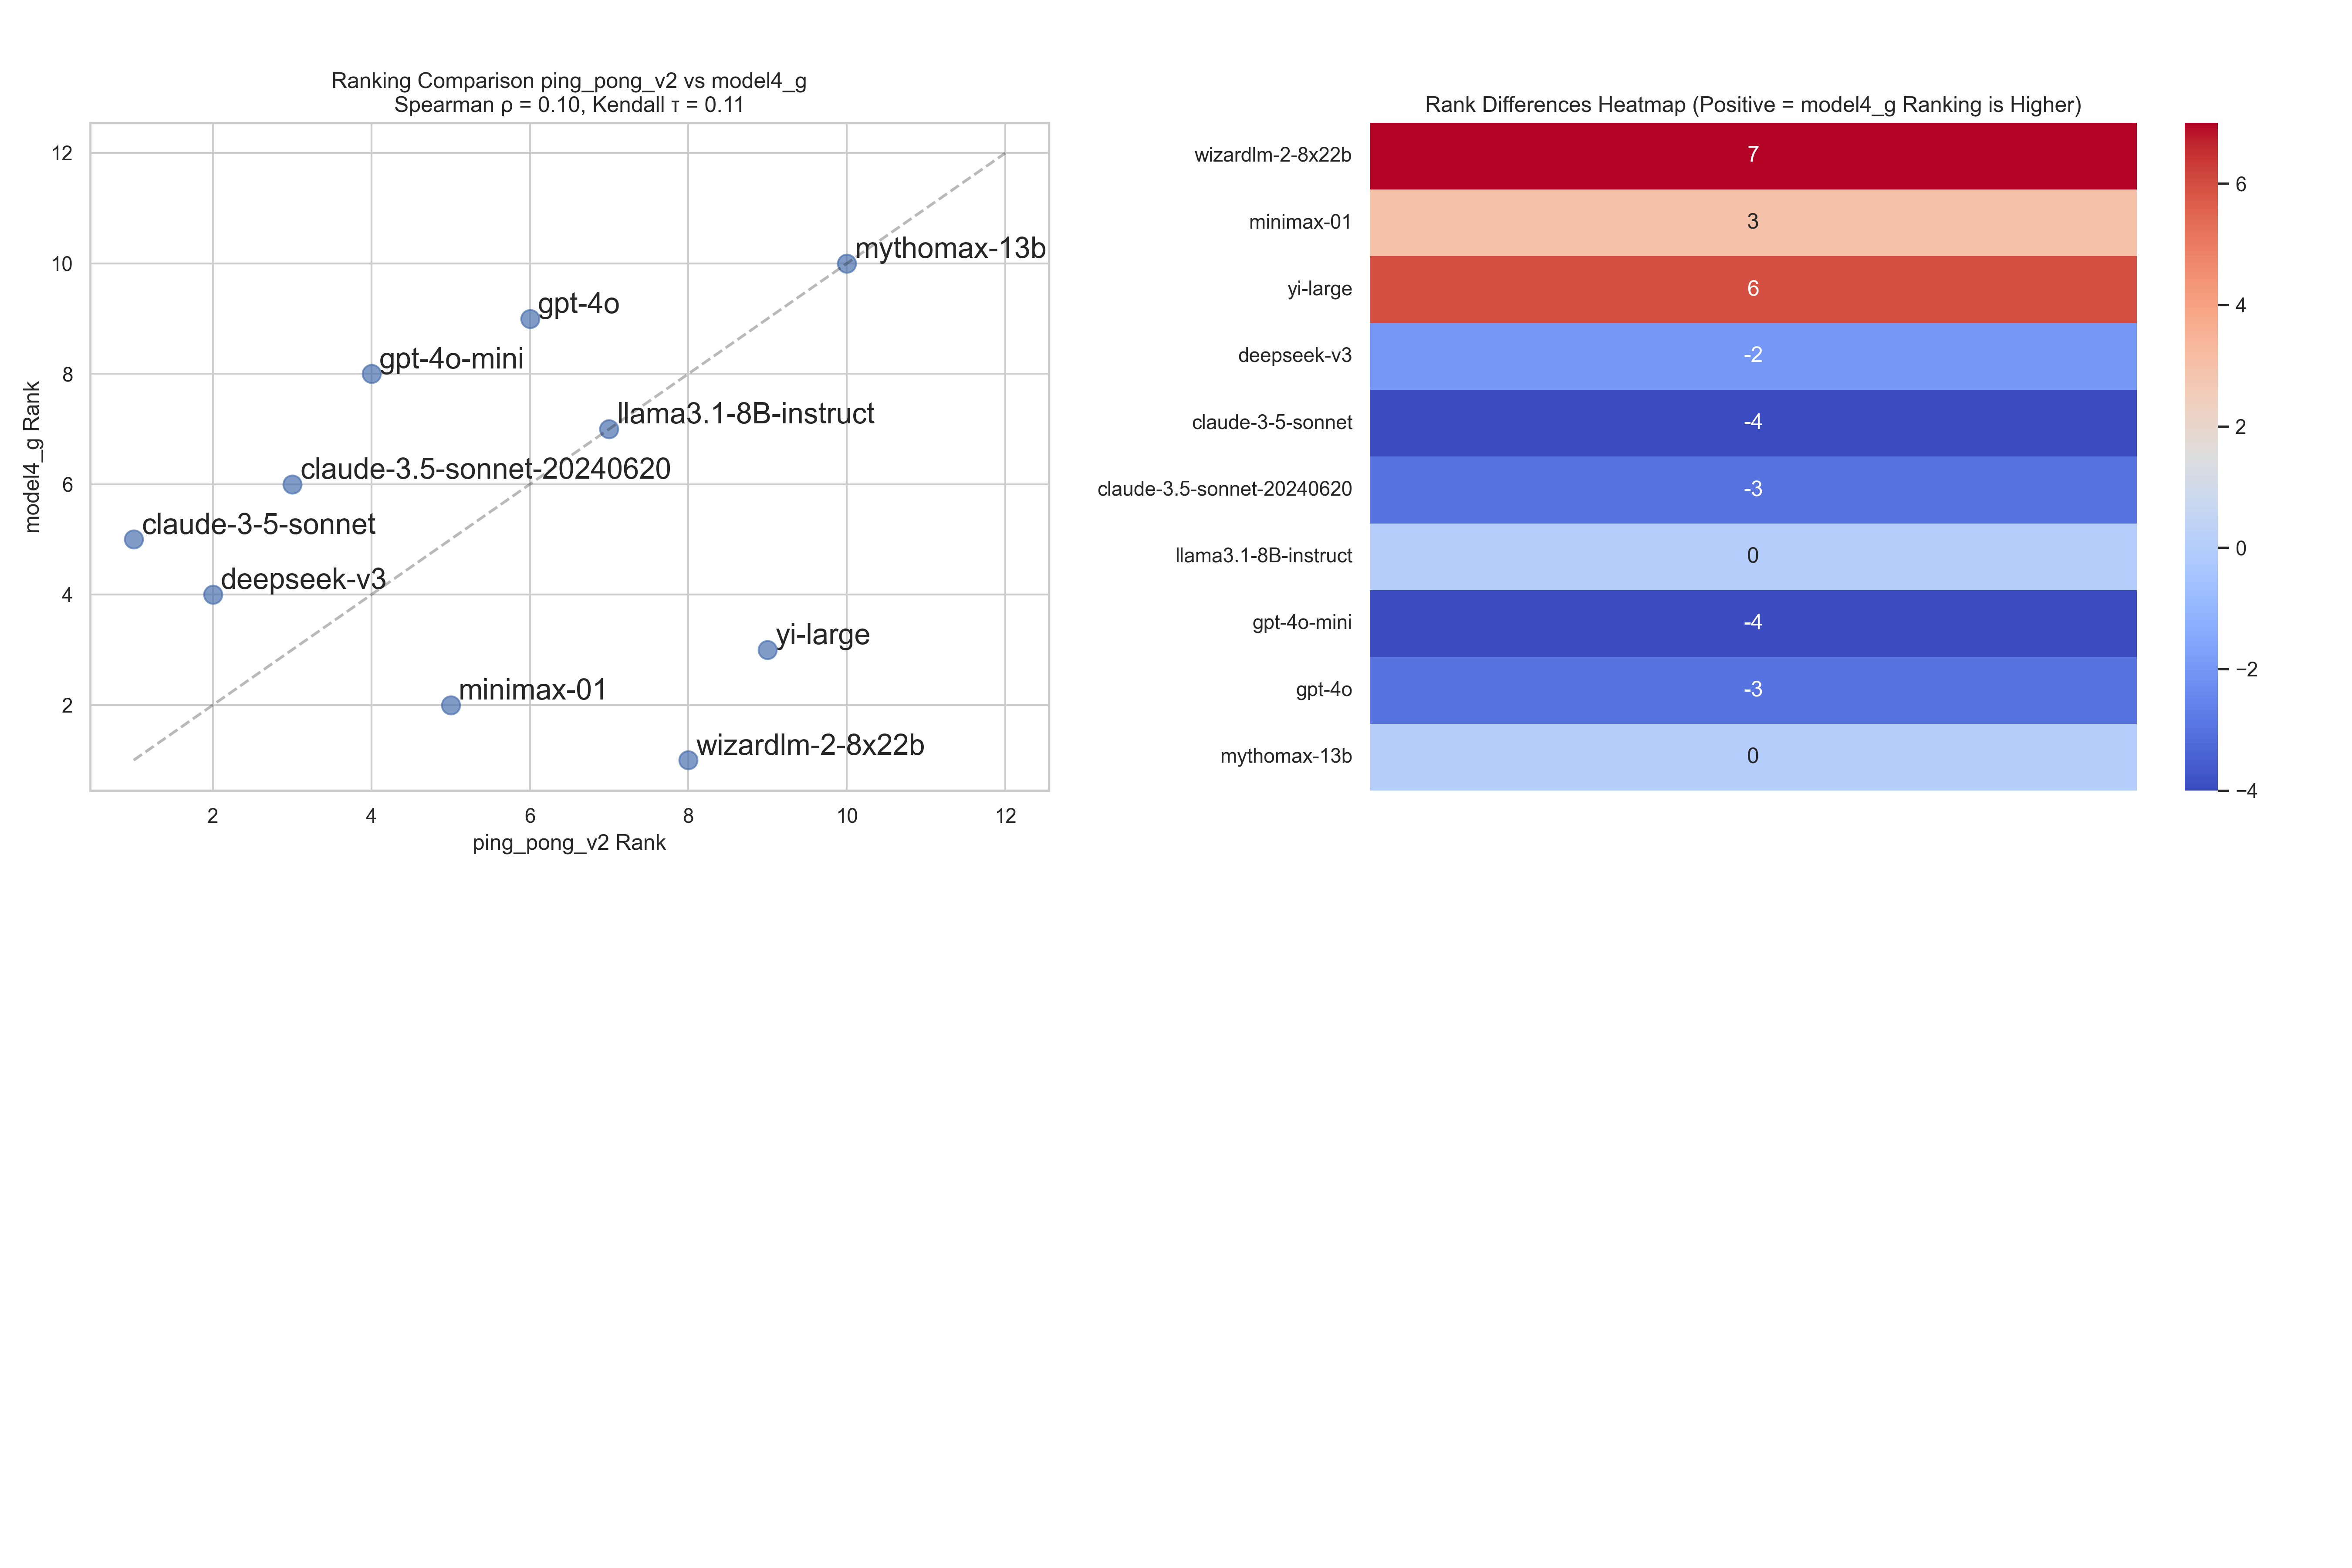 Ranking Comparison ping_pong_v2 vs model4_g
Spearman ρ = 0.10, Kendall τ = 0.11
12
10
8
6
4
2
model4_g Rank
mythomax-13b
gpt-4o
gpt-4o-mini
llama3.1-8B-instruct
claude-3.5-sonnet-20240620
claude-3-5-sonnet
deepseek-v3
yi-large
minimax-01
wizardlm-2-8x22b
2 4 6 8 10 12
ping_pong_v2 Rank
Rank Differences Heatmap (Positive = model4_g Ranking is Higher)
wizardlm-2-8x22b 7
minimax-01 3
yi-large 6
deepseek-v3 -2
claude-3-5-sonnet -4
claude-3.5-sonnet-20240620 -3
llama3.1-8B-instruct 0
gpt-4o-mini -4
gpt-4o -3
mythomax-13b 0
6
4
2
0
−2
−4